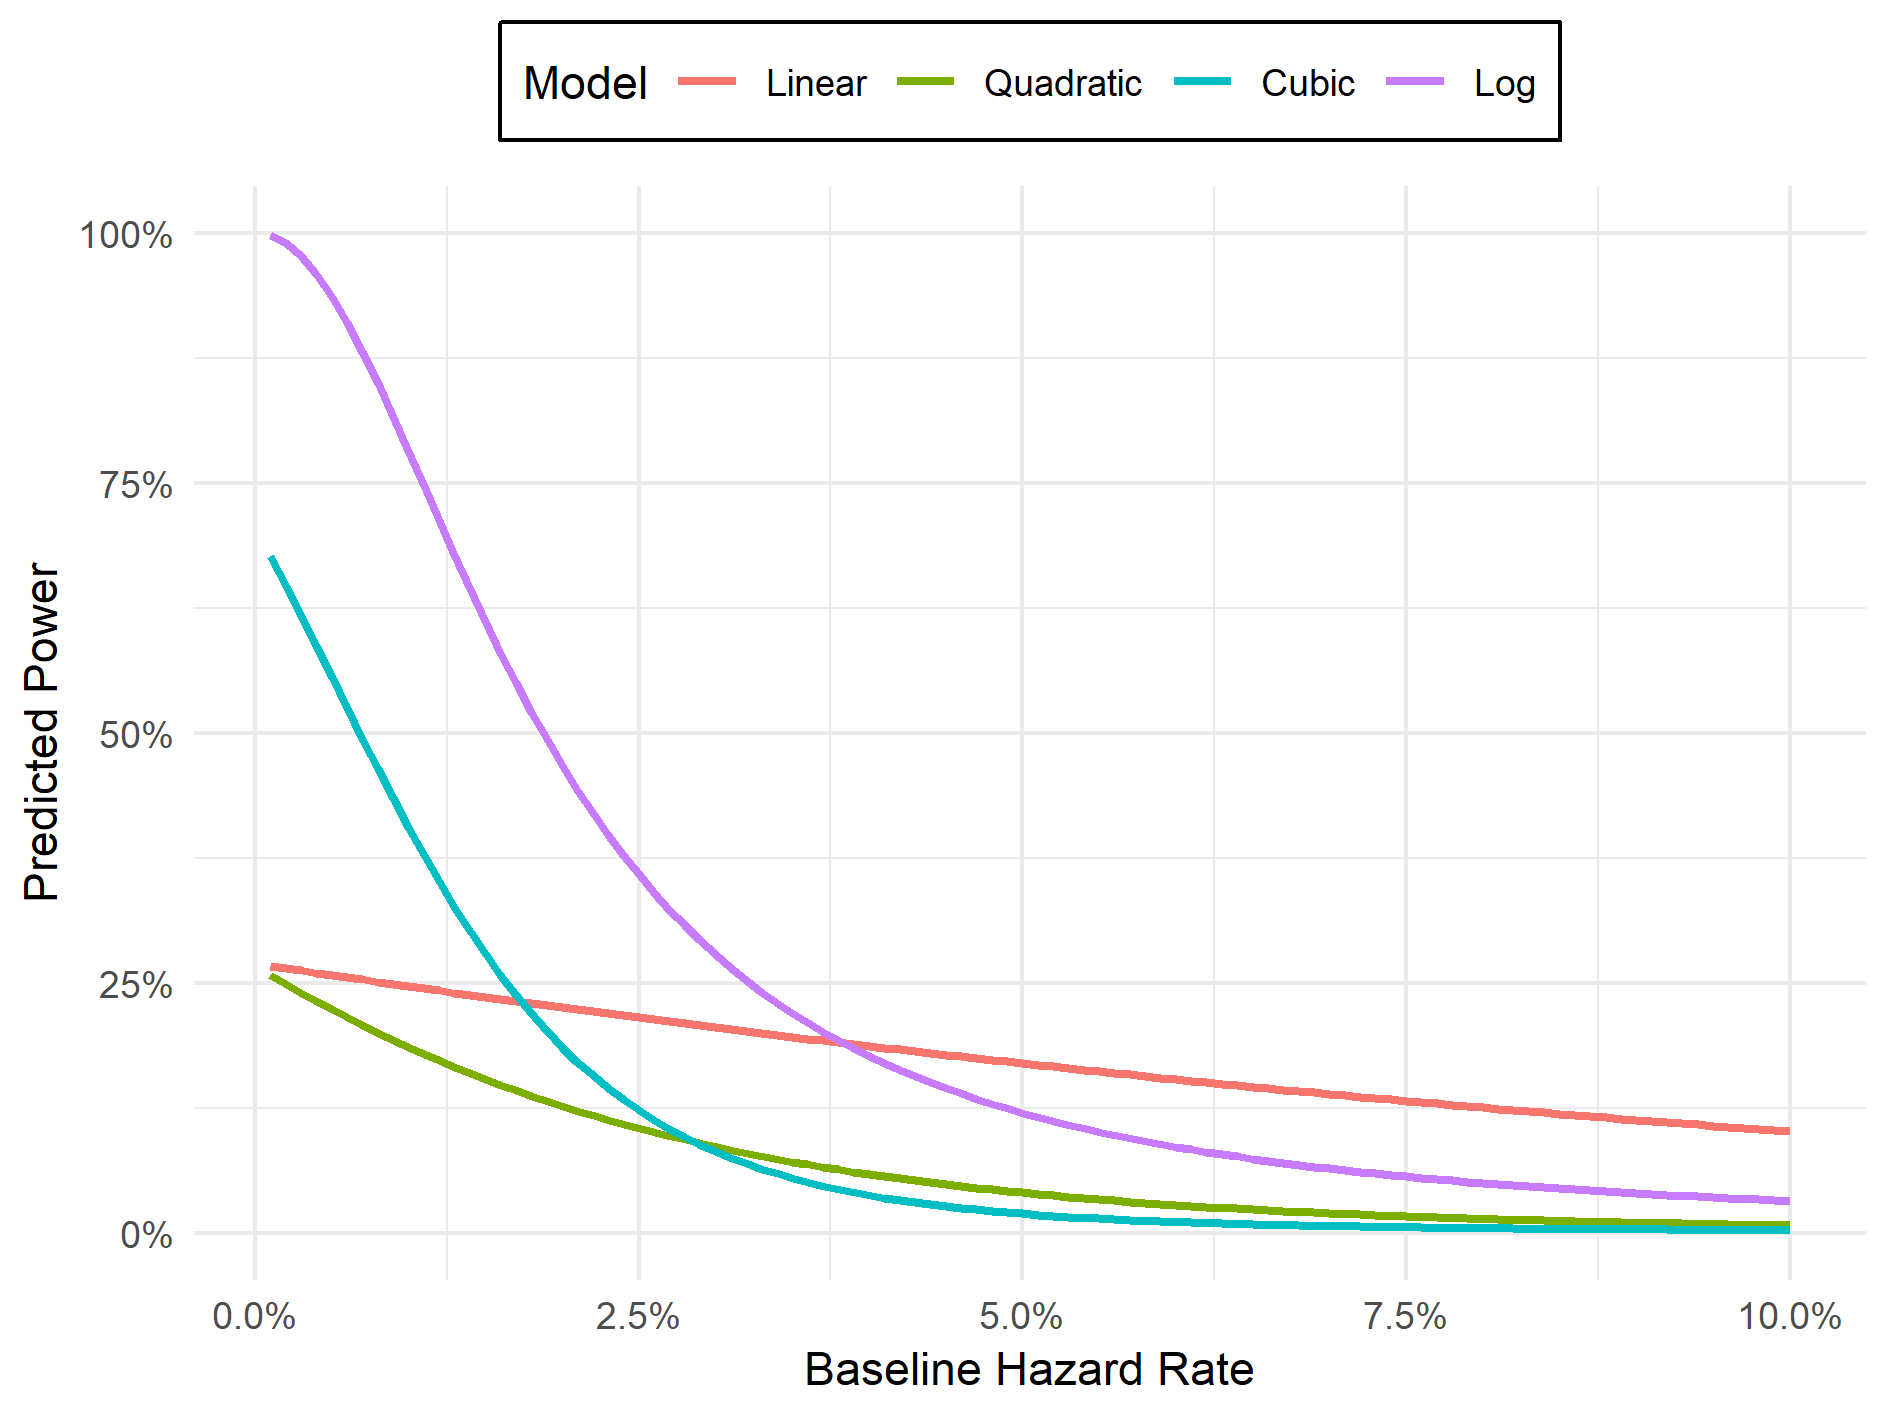 Model Linear Quadratic Cubic Log
100%
75%
50%
25%
0%
Predicted Power
0.0% 2.5% 5.0% 7.5% 10.0%
Baseline Hazard Rate